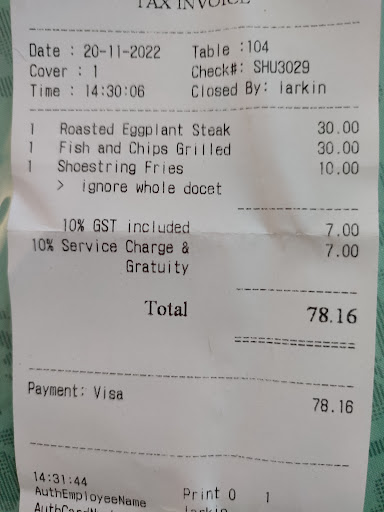 TAX INVOICE
Date : 20-11-2022 Table :104
Cover : 1 Check#: SHU3029
Time : 14:30:06 Closed By: larkin
1 Roasted Eggplant Steak 30.00
1 Fish and Chips Grilled 30.00
1 Shoestring Fries 10.00
> ignore whole docet
10% GST included 7.00
10% Service Charge & 7.00
Gratuity
Total 78.16
Payment: Visa 78.16
14:31:44
AuthEmployeeName Print 0 1
larkin